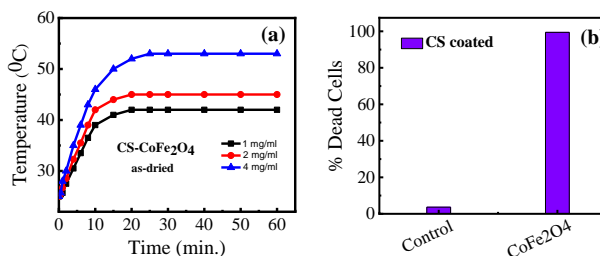 (a)
Temperature (⁰C)
60
50
40
30
CS-CoFe₂O₄
as-dried
1 mg/ml
2 mg/ml
4 mg/ml
0 10 20 30 40 50 60
Time (min.)
(b)
CS coated
% Dead Cells
100
80
60
40
20
0
Control
CoFe2O4